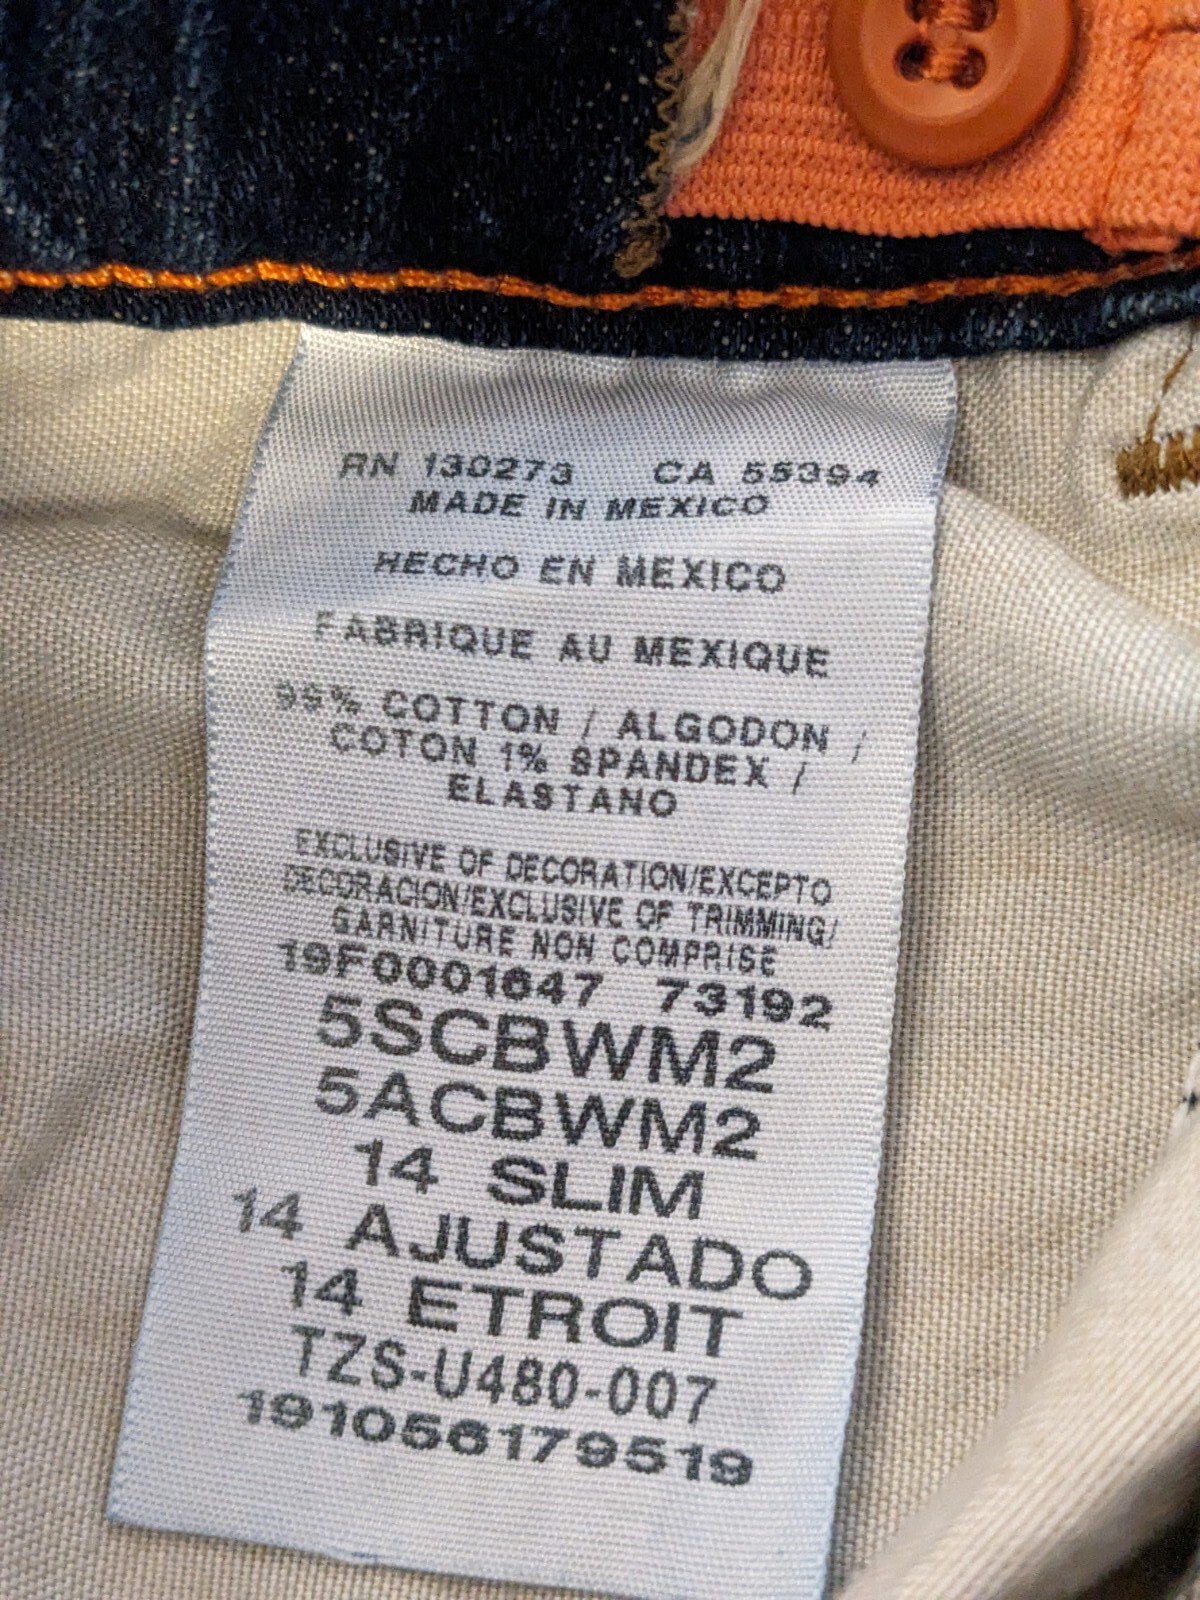 RN 130273 CA 55394
MADE IN MEXICO
HECHO EN MEXICO
FABRIQUE AU MEXIQUE
99% COTTON / ALGODON /
COTON 1% SPANDEX /
ELASTANO
EXCLUSIVE OF DECORATION/EXCEPTO
DECORACION/EXCLUSIVE OF TRIMMING/
GARNITURE NON COMPRISE
19F0001647 73192
5SCBWM2
5ACBWM2
14 SLIM
14 AJUSTADO
14 ETROIT
TZS-U480-007
191056179519